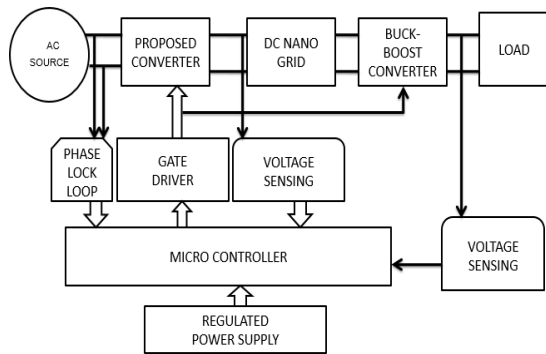 AC
SOURCE
PROPOSED
CONVERTER
DC NANO
GRID
BUCK-
BOOST
CONVERTER
LOAD
PHASE
LOCK
LOOP
GATE
DRIVER
VOLTAGE
SENSING
MICRO CONTROLLER
VOLTAGE
SENSING
REGULATED
POWER SUPPLY